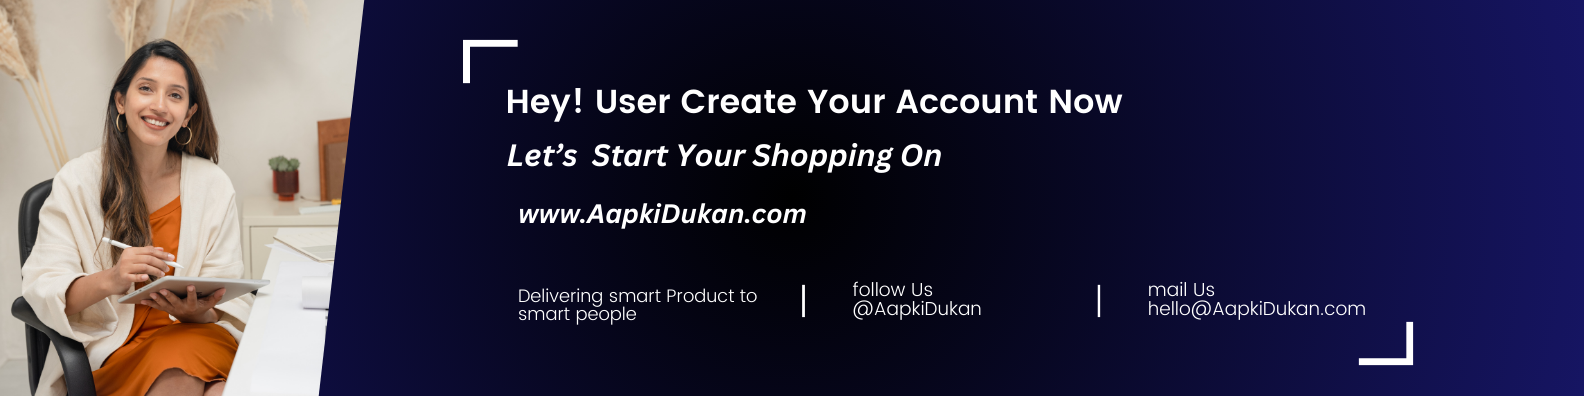 Hey! User Create Your Account Now
Let’s Start Your Shopping On
www.AapkiDukan.com
Delivering smart Product to
smart people
follow Us
@AapkiDukan
mail Us
hello@AapkiDukan.com